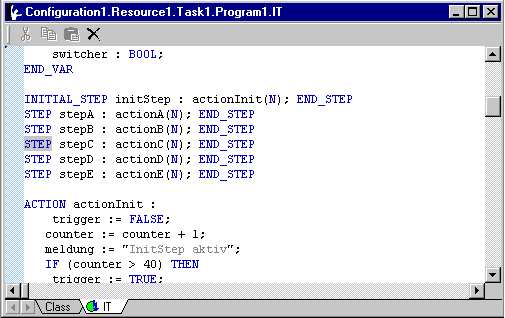 Configuration1.Resource1.Task1.Program1.IT
switcher : BOOL;
END_VAR
INITIAL_STEP initStep : actionInit(N); END_STEP
STEP stepA : actionA(N); END_STEP
STEP stepB : actionB(N); END_STEP
STEP stepC : actionC(N); END_STEP
STEP stepD : actionD(N); END_STEP
STEP stepE : actionE(N); END_STEP
ACTION actionInit :
trigger := FALSE;
counter := counter + 1;
meldung := "InitStep aktiv";
IF (counter > 40) THEN
trigger := TRUE;
Class IT